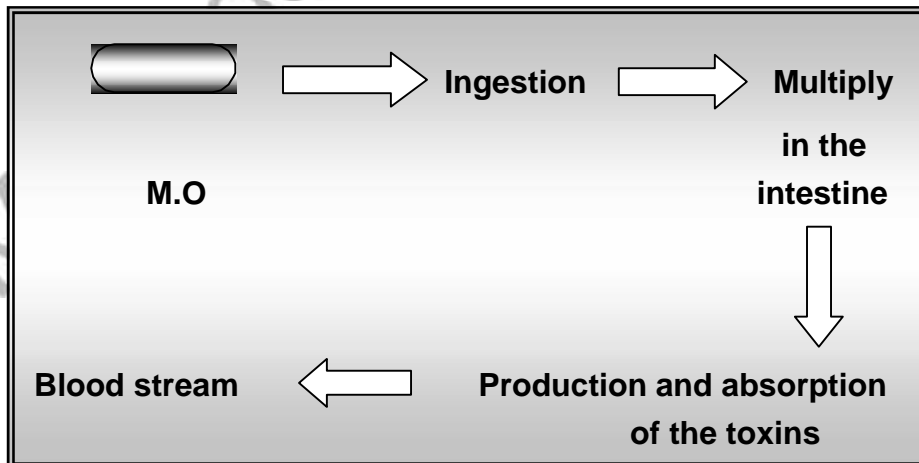 Ingestion
Multiply
in the
intestine
M.O
Production and absorption
of the toxins
Blood stream